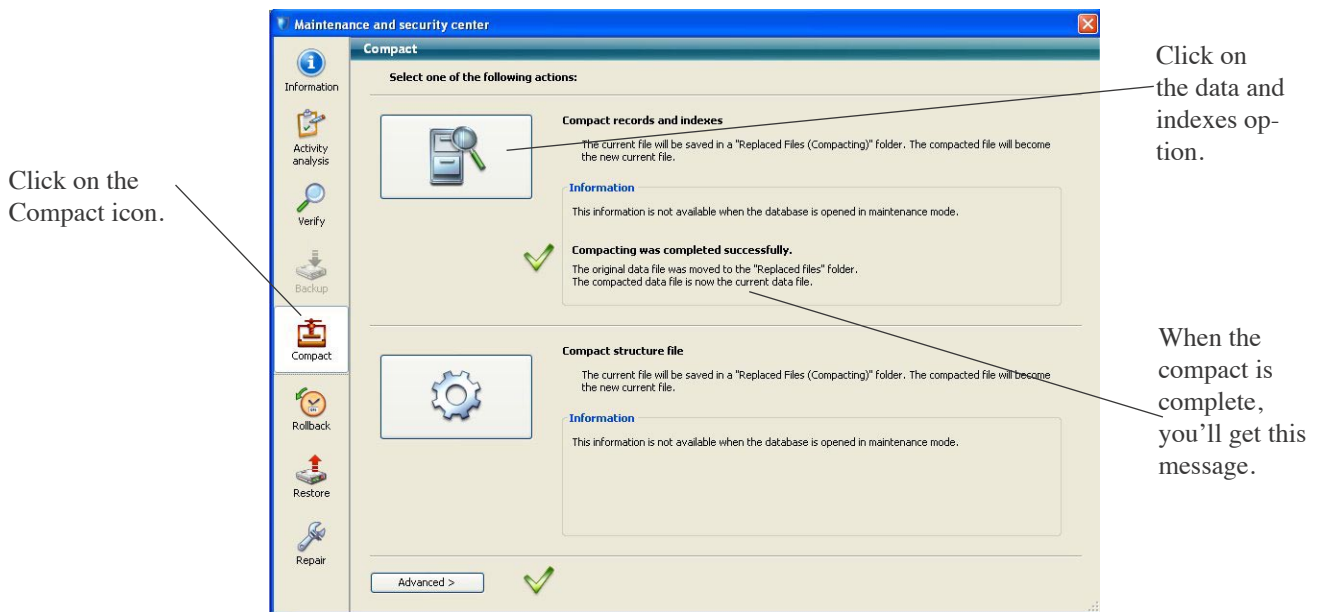 Maintenance and security center
Compact
Information
Activity
analysis
Verify
Backup
Compact
Rollback
Restore
Repair
Select one of the following actions:
Compact records and indexes
The current file will be saved in a "Replaced Files (Compacting)" folder. The compacted file will become
the new current file.
Information
This information is not available when the database is opened in maintenance mode.
Compacting was completed successfully.
The original data file was moved to the "Replaced files" folder.
The compacted data file is now the current data file.
Compact structure file
The current file will be saved in a "Replaced Files (Compacting)" folder. The compacted file will become
the new current file.
Information
This information is not available when the database is opened in maintenance mode.
Advanced >
Click on the
Compact icon.
Click on
the data and
indexes op-
tion.
When the
compact is
complete,
you'll get this
message.